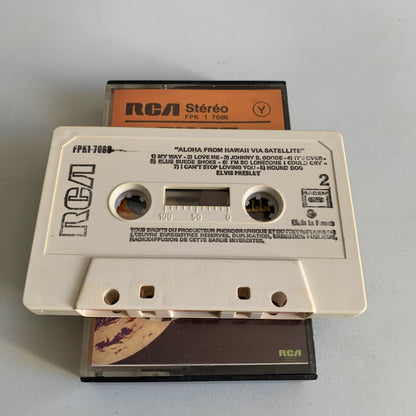 RCA Stéréo
FPK 1 7068
Y
FPK1 7068
"ALOHA FROM HAWAII VIA SATELLITE"
1) MY WAY - 2) LOVE ME - 3) JOHNNY B. GOODE - 4) IT'S OVER -
5) BLUE SUEDE SHOES - 6) I'M SO LONESOME I COULD CRY -
7) I CAN'T STOP LOVING YOU - 8) HOUND DOG
ELVIS PRESLEY
2
RCA
100 50 0
TOUS DROITS DU PRODUCTEUR PHONOGRAPHIQUE ET DU PROPRIETAIRE DE
L'OEUVRE ENREGISTREE RESERVES. DUPLICATION, EXECUTION PUBLIQUE,
RADIODIFFUSION DE CETTE BANDE INTERDITES.
RCA